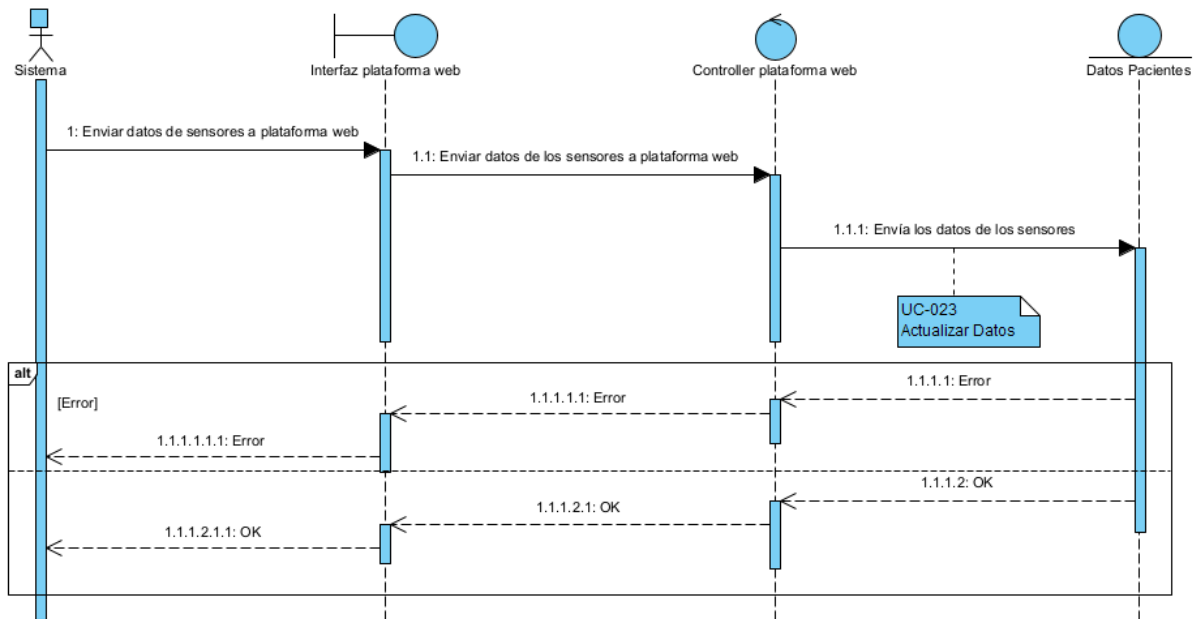 Sistema
Interfaz plataforma web
Controller plataforma web
Datos Pacientes
1: Enviar datos de sensores a plataforma web
1.1: Enviar datos de los sensores a plataforma web
1.1.1: Envía los datos de los sensores
UC-023
Actualizar Datos
alt
[Error]
1.1.1.1: Error
1.1.1.1.1: Error
1.1.1.1.1.1: Error
1.1.1.2: OK
1.1.1.2.1: OK
1.1.1.2.1.1: OK